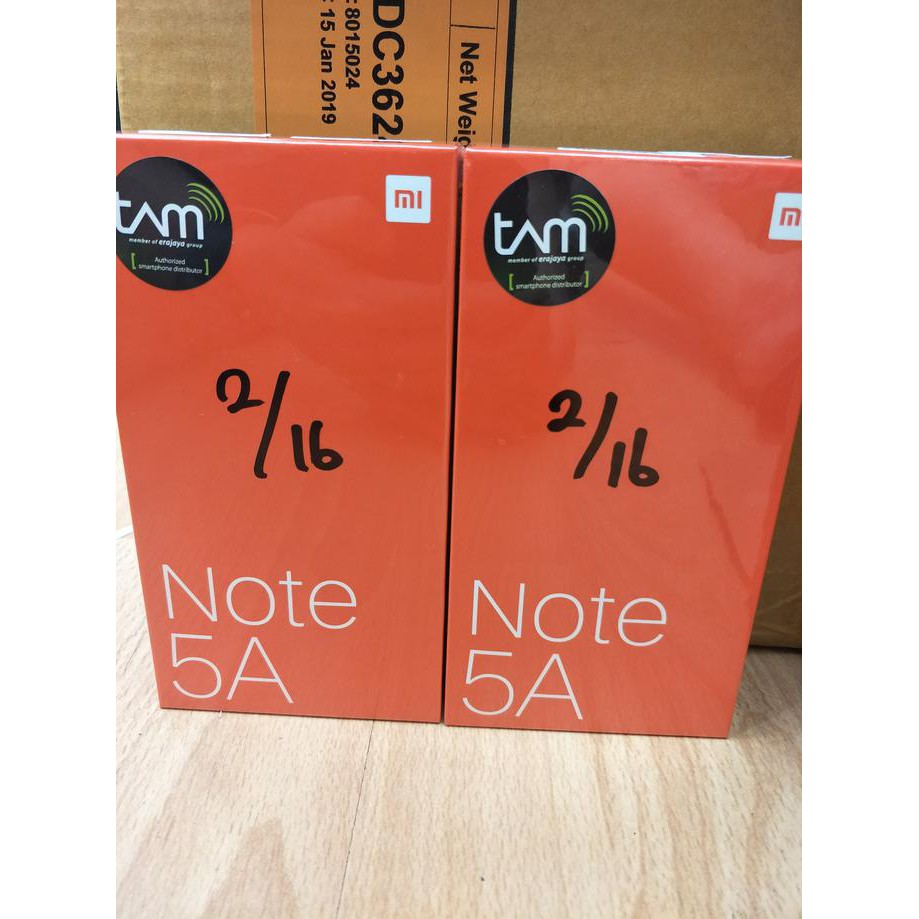 DC362
: 8015024
: 15 Jan 2019
Net Weig
tam
member of erajaya group
[ Authorized
smartphone distributor ]
mi
2/16
Note
5A
tam
member of erajaya group
[ Authorized
smartphone distributor ]
m
2/16
Note
5A